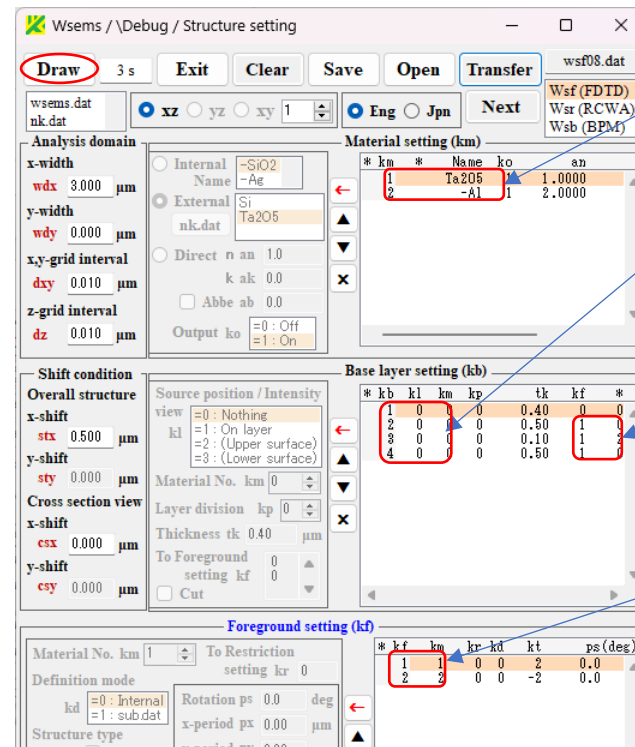 Wsems / \Debug / Structure setting
Draw 3 s Exit Clear Save Open Transfer wsf08.dat
wsems.dat
nk.dat
xz yz xy 1 Eng Jpn Next
Wsf (FDTD)
Wsr (RCWA)
Wsb (BPM)
Analysis domain
x-width
wdx 3.000 μm
y-width
wdy 0.000 μm
x,y-grid interval
dxy 0.010 μm
z-grid interval
dz 0.010 μm
Internal Name
-SiO2
-Ag
External
nk.dat
Si
Ta2O5
Direct n an 1.0
k ak 0.0
Abbe ab 0.0
Output ko
=0 : Off
=1 : On
Material setting (km)
* km * Name ko an
1 Ta2O5 1 1.0000
2 -Al 1 2.0000
Shift condition
Overall structure
x-shift
stx 0.500 μm
y-shift
sty 0.000 μm
Cross section view
x-shift
csx 0.000 μm
y-shift
csy 0.000 μm
Source position / Intensity
view kl
=0 : Nothing
=1 : On layer
=2 : (Upper surface)
=3 : (Lower surface)
Material No. km 0
Layer division kp 0
Thickness tk 0.40 μm
To Foreground
setting kf
0
0
Cut
Base layer setting (kb)
* kb kl km kp tk kf *
1 0 0 0 0.40 0 0
2 0 0 0 0.50 1 0
3 0 0 0 0.10 1 2
4 0 0 0 0.50 1 0
Foreground setting (kf)
Material No. km 1
To Restriction
setting kr 0
Definition mode
kd
=0 : Internal
=1 : sub.dat
Structure type
Rotation ps 0.0 deg
x-period px 0.00 μm
* kf km kr kd kt ps(deg)
1 1 0 0 2 0.0
2 2 0 0 -2 0.0